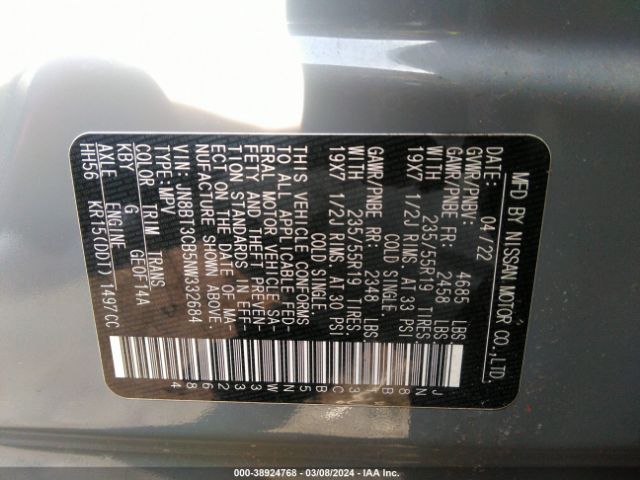 MFD BY NISSAN MOTOR CO.,LTD.
DATE: 04/22
GVWR/PNBV: 4685 LBS
GAWR/PNBE FR: 2458 LBS.
WITH 235/55R19 TIRES
19X7 1/2J RIMS. AT 33 PSI
COLD SINGLE.
GAWR/PNBE RR: 2348 LBS
WITH 235/55R19 TIRES
19X7 1/2J RIMS. AT 30 PSI
COLD SINGLE.
THIS VEHICLE CONFORMS
TO ALL APPLICABLE FED-
ERAL MOTOR VEHICLE SA-
FETY AND THEFT PREVEN-
TION STANDARDS IN EFF-
ECT ON THE DATE OF MA
NUFACTURE SHOWN ABOVE
VIN: JN8BT3CB5NW332684
TYPE: MPV
COLOR TRIM TRANS
KBY G GE0F14A
AXLE ENGINE
HH56 KR15(DDT) 1497CC
JN8BT3CB5NW332684
000-38924768 - 03/08/2024 - IAA Inc.